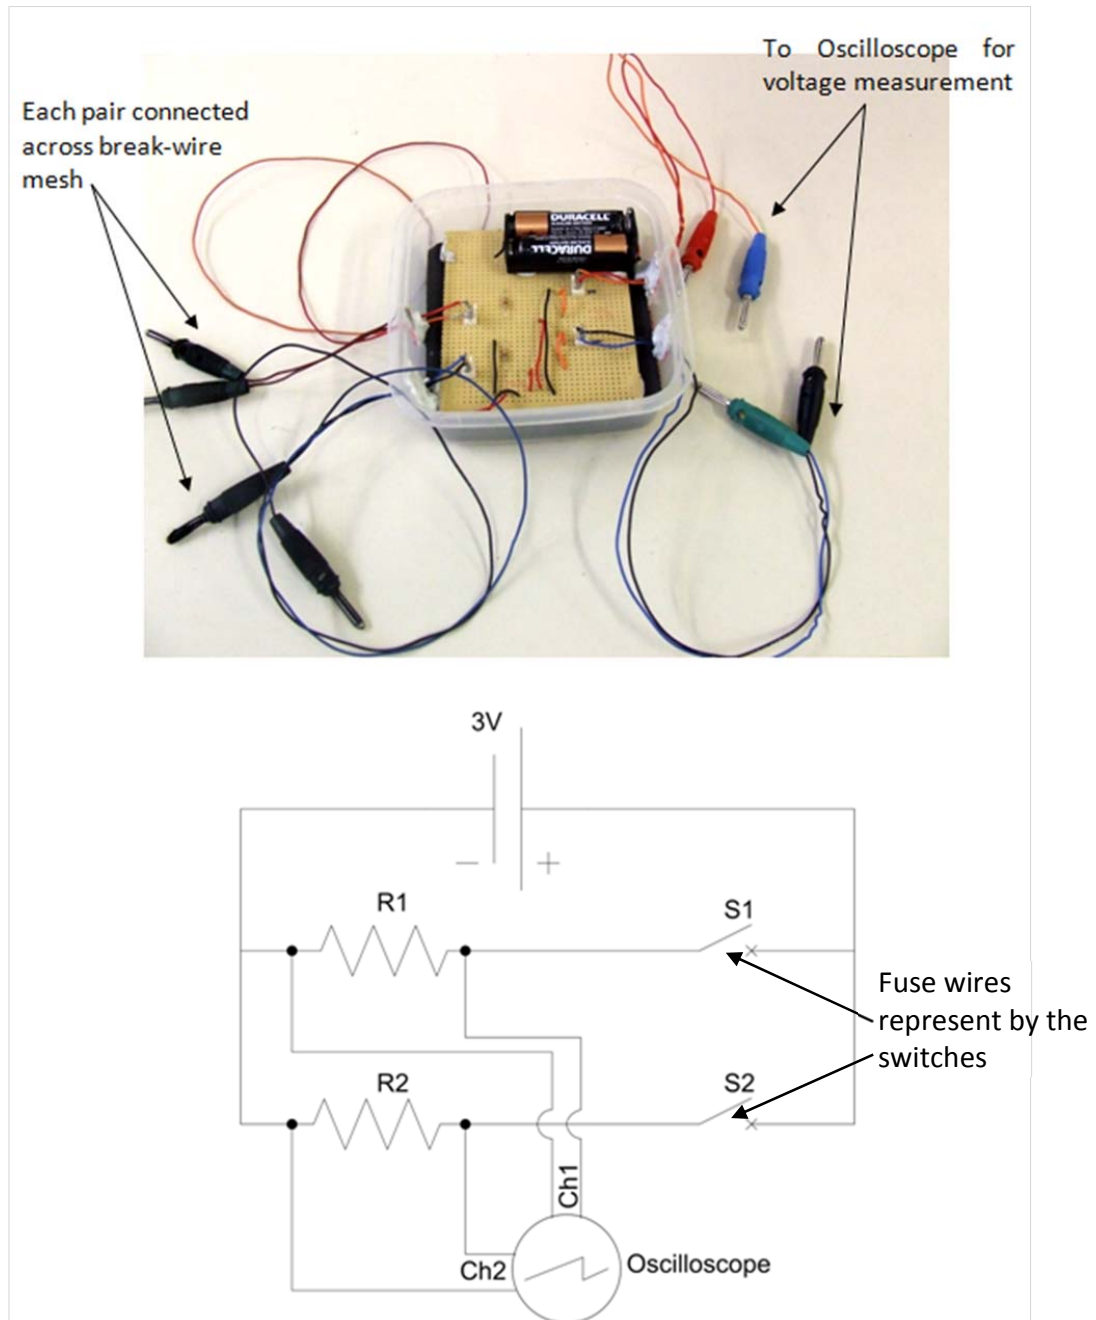 To Oscilloscope for
voltage measurement
Each pair connected
across break-wire
mesh
DURACELL
DURACELL
3V
− +
R1
S1
Fuse wires
represent by the
switches
R2
S2
Ch1
Ch2
Oscilloscope